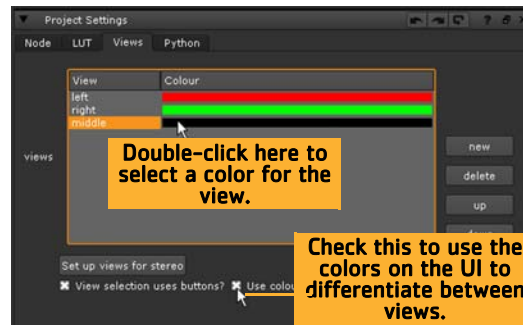 Project Settings
Node LUT Views Python
View Colour
left
right
middle
views
Double-click here to
select a color for the
view.
new
delete
up
Set up views for stereo
View selection uses buttons? Use colou
Check this to use the
colors on the UI to
differentiate between
views.